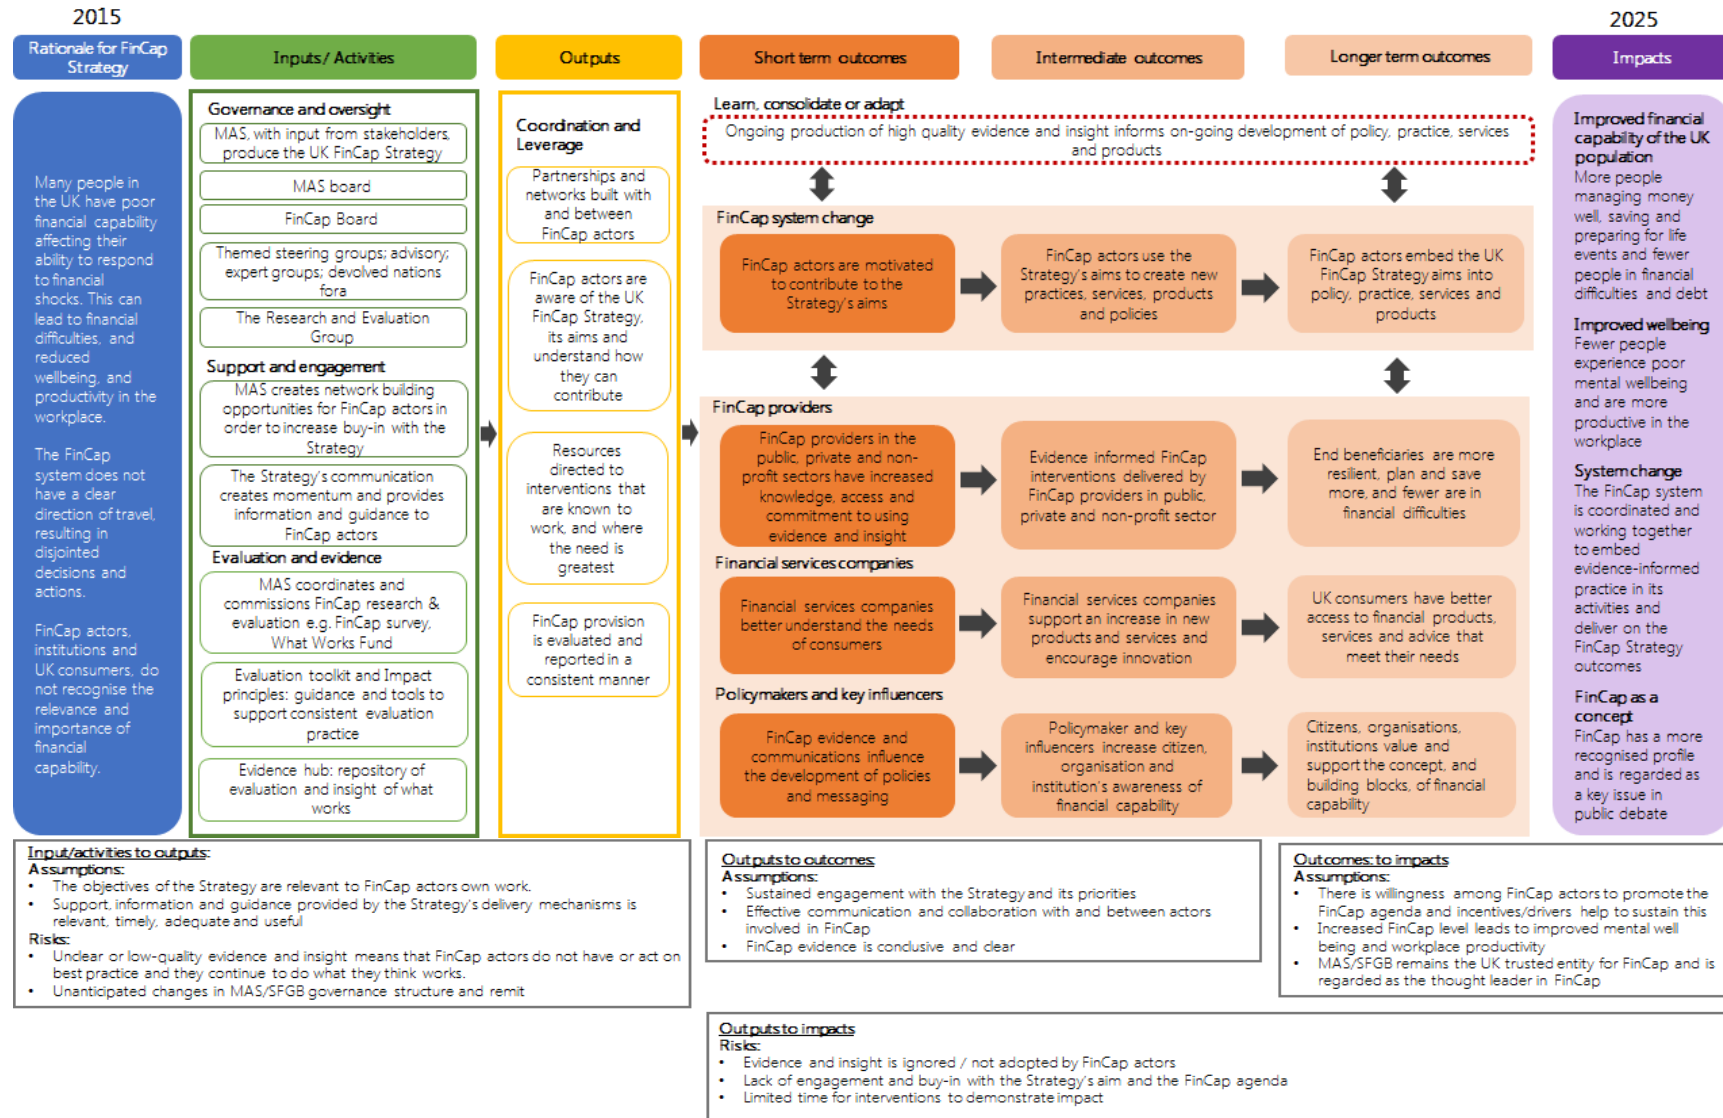 2015
2025
Rationale for FinCap
Strategy
Inputs/ Activities
Outputs
Short term outcomes
Intermediate outcomes
Longer term outcomes
Impacts
Many people in
the UK have poor
financial capability
affecting their
ability to respond
to financial
shocks. This can
lead to financial
difficulties, and
reduced
wellbeing, and
productivity in the
workplace.
The FinCap
system does not
have a clear
direction of travel,
resulting in
disjointed
decisions and
actions.
FinCap actors,
institutions and
UK consumers, do
not recognise the
relevance and
importance of
financial
capability.
Governance and oversight
MAS, with input from stakeholders,
produce the UK FinCap Strategy
MAS board
FinCap Board
Themed steering groups; advisory;
expert groups; devolved nations
fora
The Research and Evaluation
Group
Support and engagement
MAS creates network building
opportunities for FinCap actors in
order to increase buy-in with the
Strategy
The Strategy's communication
creates momentum and provides
information and guidance to
FinCap actors
Evaluation and evidence
MAS coordinates and
commissions FinCap research &
evaluation e.g. FinCap survey,
What Works Fund
Evaluation toolkit and Impact
principles: guidance and tools to
support consistent evaluation
practice
Evidence hub: repository of
evaluation and insight of what
works
Coordination and
Leverage
Partnerships and
networks built with
and between
FinCap actors
FinCap actors are
aware of the UK
FinCap Strategy,
its aims and
understand how
they can
contribute
Resources
directed to
interventions that
are known to
work, and where
the need is
greatest
FinCap provision
is evaluated and
reported in a
consistent manner
Learn, consolidate or adapt
Ongoing production of high quality evidence and insight informs on-going development of policy, practice, services
and products
FinCap system change
FinCap actors are motivated
to contribute to the
Strategy's aims
FinCap actors use the
Strategy's aims to create new
practices, services, products
and policies
FinCap actors embed the UK
FinCap Strategy aims into
policy, practice, services and
products
FinCap providers
FinCap providers in the
public, private and non-
profit sectors have increased
knowledge, access and
commitment to using
evidence and insight
Evidence informed FinCap
interventions delivered by
FinCap providers in public,
private and non-profit sector
End beneficiaries are more
resilient, plan and save
more, and fewer are in
financial difficulties
Financial services companies
Financial services companies
better understand the needs
of consumers
Financial services companies
support an increase in new
products and services and
encourage innovation
UK consumers have better
access to financial products,
services and advice that
meet their needs
Policymakers and key influencers
FinCap evidence and
communications influence
the development of policies
and messaging
Policymaker and key
influencers increase citizen,
organisation and
institution's awareness of
financial capability
Citizens, organisations,
institutions value and
support the concept, and
building blocks, of financial
capability
Improved financial
capability of the UK
population
More people
managing money
well, saving and
preparing for life
events and fewer
people in financial
difficulties and debt
Improved wellbeing
Fewer people
experience poor
mental wellbeing
and are more
productive in the
workplace
System change
The FinCap system
is coordinated and
working together
to embed
evidence-informed
practice in its
activities and
deliver on the
FinCap Strategy
outcomes
FinCap as a
concept
FinCap has a more
recognised profile
and is regarded as
a key issue in
public debate
Input/activities to outputs:
Assumptions:
• The objectives of the Strategy are relevant to FinCap actors own work.
• Support, information and guidance provided by the Strategy's delivery mechanisms is
relevant, timely, adequate and useful
Risks:
• Unclear or low-quality evidence and insight means that FinCap actors do not have or act on
best practice and they continue to do what they think works.
• Unanticipated changes in MAS/SFGB governance structure and remit
Outputs to outcomes:
Assumptions:
• Sustained engagement with the Strategy and its priorities
• Effective communication and collaboration with and between actors
involved in FinCap
• FinCap evidence is conclusive and clear
Outcomes: to impacts
Assumptions:
• There is willingness among FinCap actors to promote the
FinCap agenda and incentives/drivers help to sustain this
• Increased FinCap level leads to improved mental well
being and workplace productivity
• MAS/SFGB remains the UK trusted entity for FinCap and is
regarded as the thought leader in FinCap
Outputs to impacts
Risks:
• Evidence and insight is ignored / not adopted by FinCap actors
• Lack of engagement and buy-in with the Strategy's aim and the FinCap agenda
• Limited time for interventions to demonstrate impact